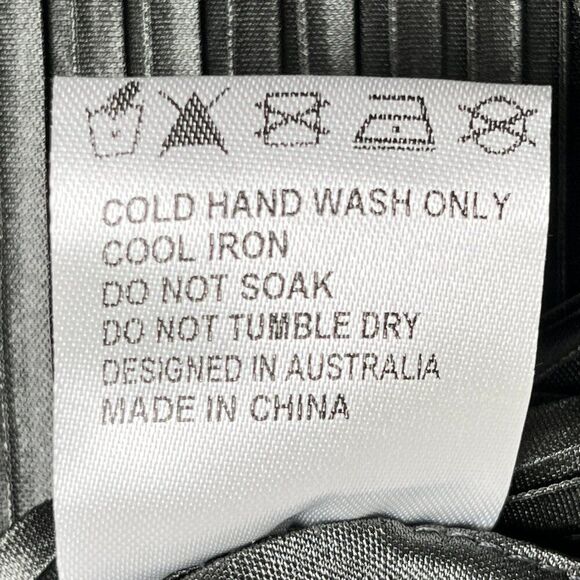 COLD HAND WASH ONLY
COOL IRON
DO NOT SOAK
DO NOT TUMBLE DRY
DESIGNED IN AUSTRALIA
MADE IN CHINA